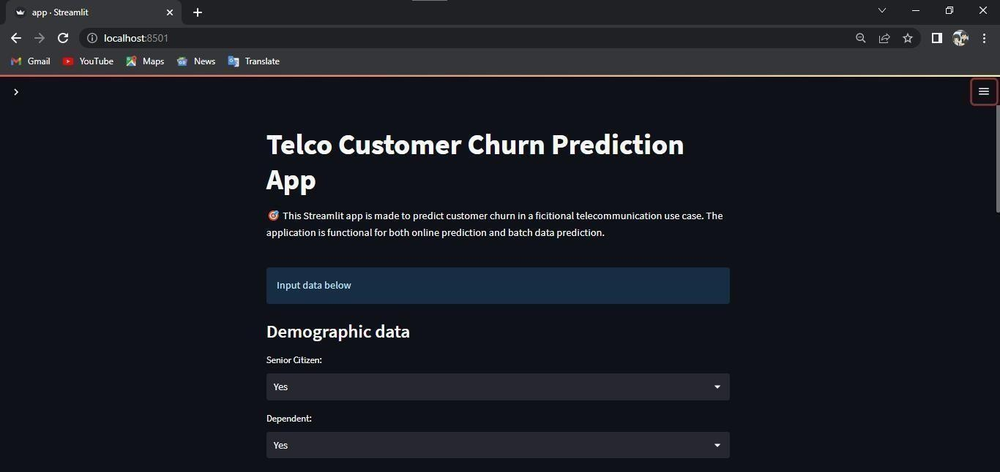 app · Streamlit
localhost:8501
Gmail
YouTube
Maps
News
Translate
Telco Customer Churn Prediction
App
🎯 This Streamlit app is made to predict customer churn in a ficitional telecommunication use case. The
application is functional for both online prediction and batch data prediction.
Input data below
Demographic data
Senior Citizen:
Yes
Dependent:
Yes